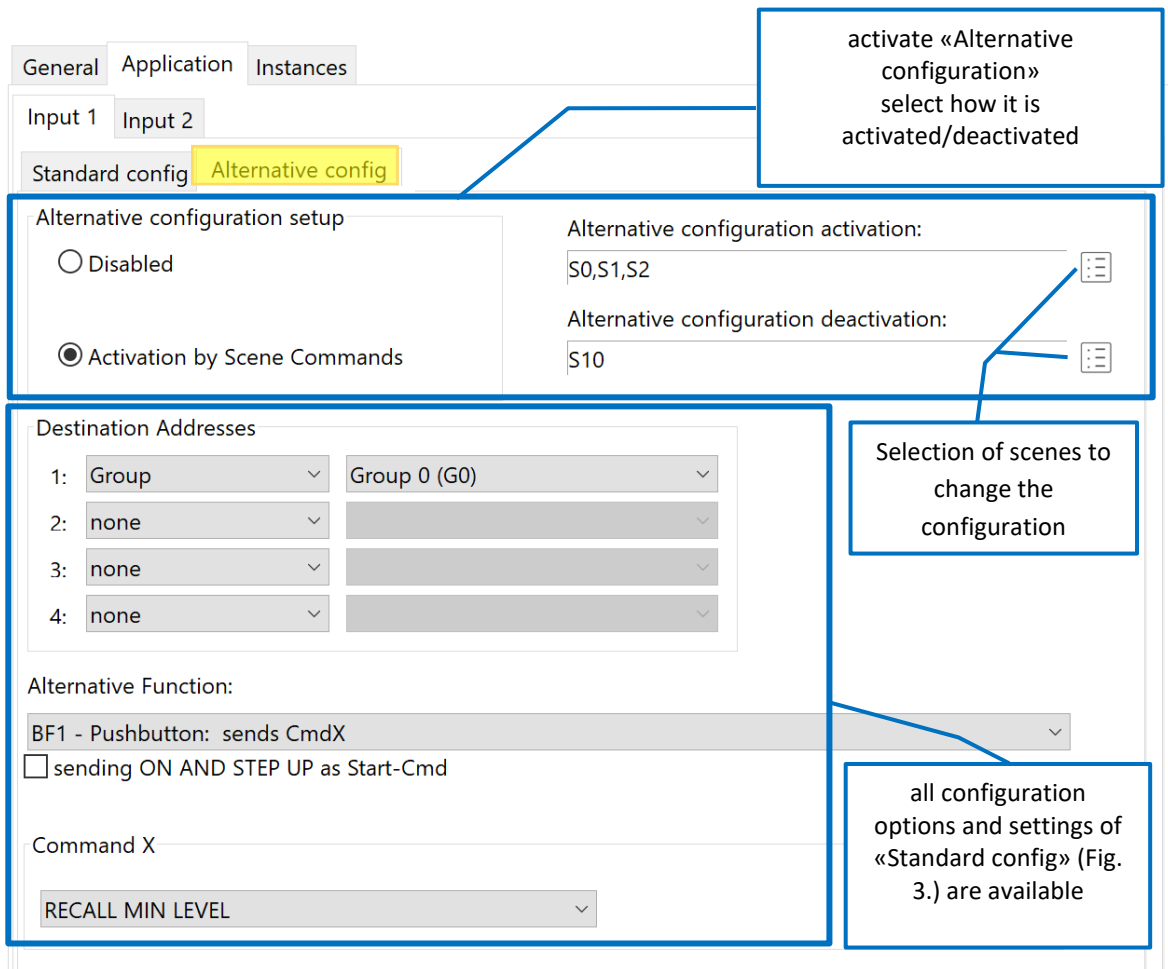 activate «Alternative
configuration»
select how it is
activated/deactivated
General Application Instances
Input 1 Input 2
Standard config Alternative config
Alternative configuration setup
Disabled
Activation by Scene Commands
Alternative configuration activation:
S0,S1,S2
Alternative configuration deactivation:
S10
Selection of scenes to
change the
configuration
Destination Addresses
1: Group Group 0 (G0)
2: none
3: none
4: none
Alternative Function:
BF1 - Pushbutton: sends CmdX
sending ON AND STEP UP as Start-Cmd
all configuration
options and settings of
«Standard config» (Fig.
3.) are available
Command X
RECALL MIN LEVEL